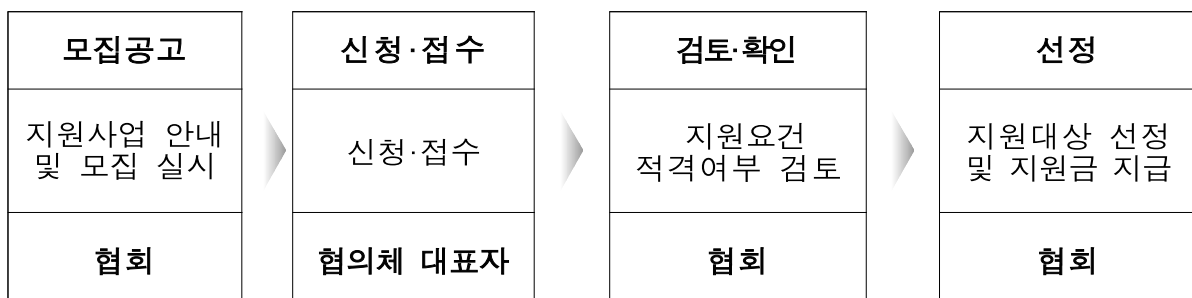 모집공고
지원사업 안내
및 모집 실시
협회
신청·접수
신청·접수
협의체 대표자
검토·확인
지원요건
적격여부 검토
협회
선정
지원대상 선정
및 지원금 지급
협회